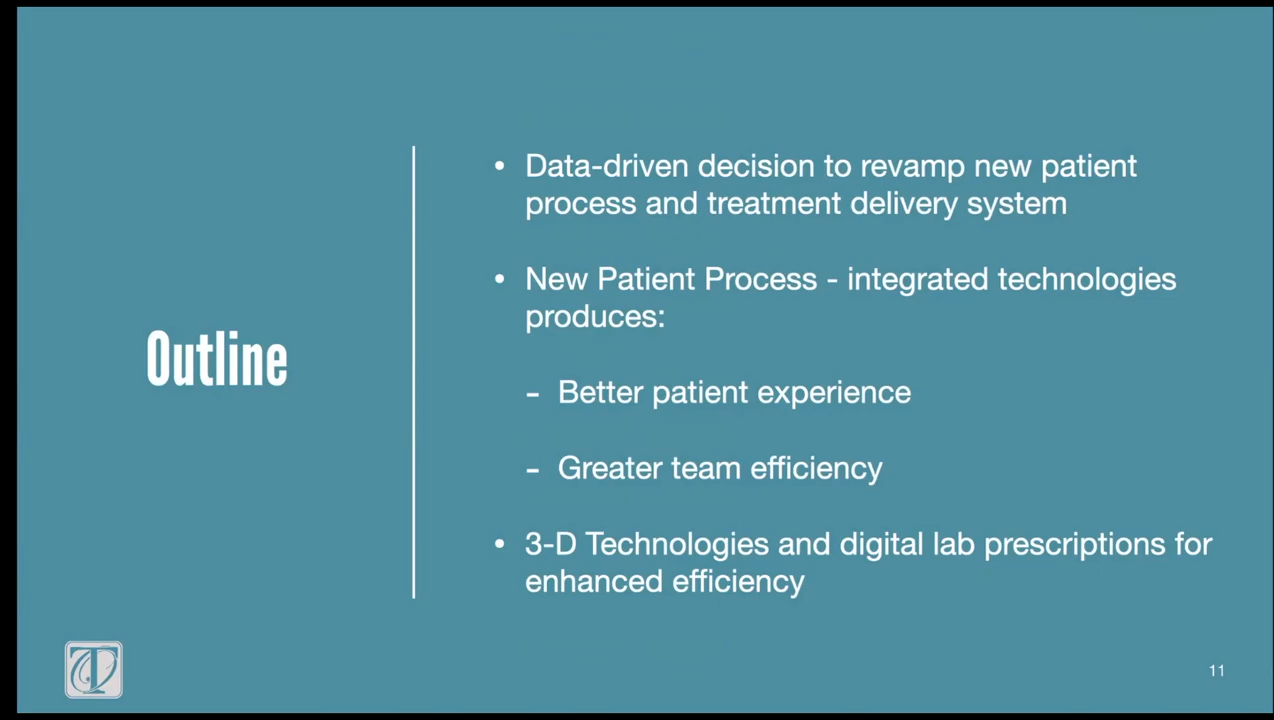 Outline
• Data-driven decision to revamp new patient
process and treatment delivery system
• New Patient Process - integrated technologies
produces:
- Better patient experience
- Greater team efficiency
• 3-D Technologies and digital lab prescriptions for
enhanced efficiency
11